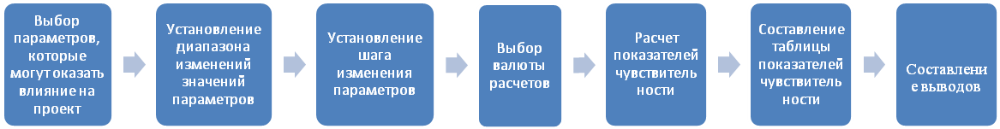 Выбор
параметров,
которые
могут оказать
влияние на
проект
Установление
диапазона
изменений
значений
параметров
Установление
шага
изменения
параметров
Выбор
валюты
расчетов
Расчет
показателей
чувствитель
ности
Составление
таблицы
показателей
чувствитель
ности
Составлени
е выводов